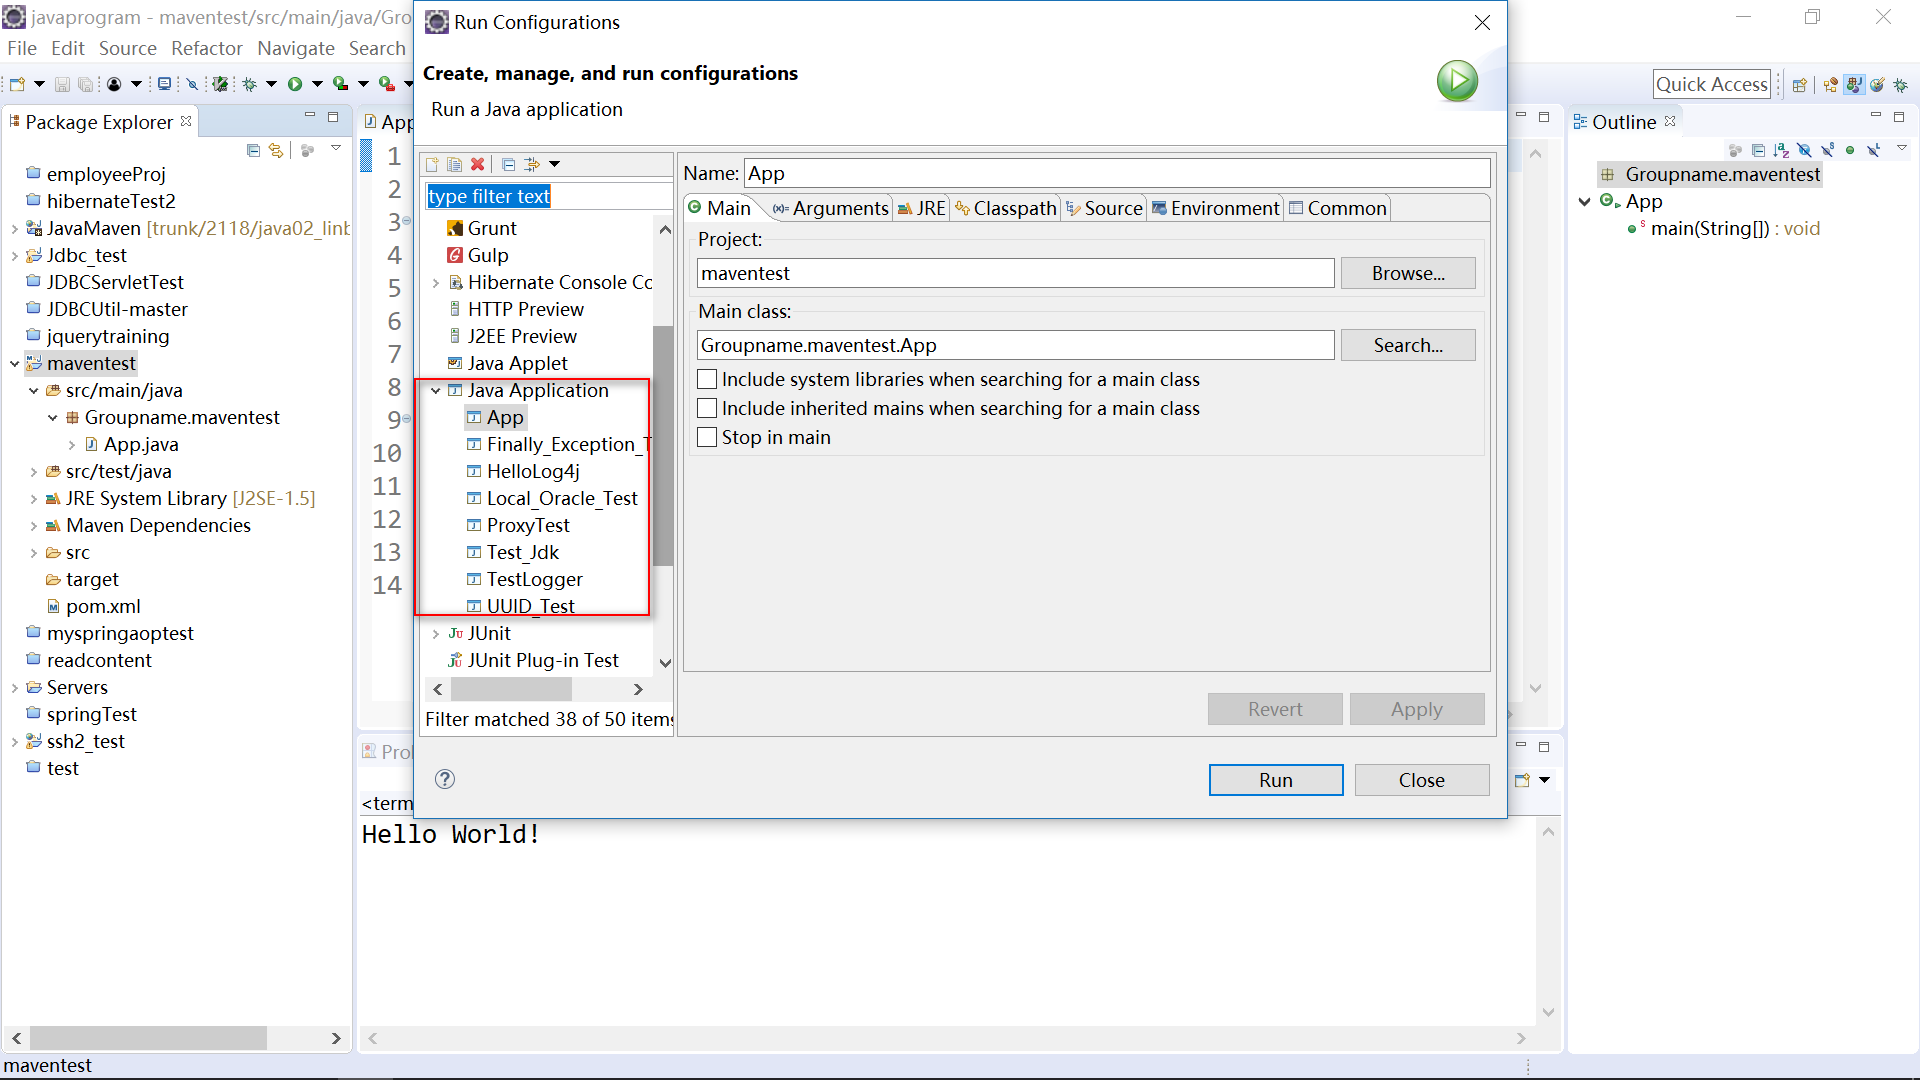 javaprogram - maventest/src/main/java/Gro
File Edit Source Refactor Navigate Search
Quick Access
Package Explorer
employeeProj
hibernateTest2
JavaMaven [trunk/2118/java02_linb
Jdbc_test
JDBCServletTest
JDBCUtil-master
jquerytraining
maventest
src/main/java
Groupname.maventest
App.java
src/test/java
JRE System Library [J2SE-1.5]
Maven Dependencies
src
target
pom.xml
myspringaoptest
readcontent
Servers
springTest
ssh2_test
test
App
1
2
3
4
5
6
7
8
9
10
11
12
13
14
Run Configurations
Create, manage, and run configurations
Run a Java application
type filter text
Grunt
Gulp
Hibernate Console Co
HTTP Preview
J2EE Preview
Java Applet
Java Application
App
Finally_Exception_T
HelloLog4j
Local_Oracle_Test
ProxyTest
Test_Jdk
TestLogger
UUID_Test
JUnit
JUnit Plug-in Test
Filter matched 38 of 50 items
Name: App
Main Arguments JRE Classpath Source Environment Common
Project:
maventest Browse...
Main class:
Groupname.maventest.App Search...
Include system libraries when searching for a main class
Include inherited mains when searching for a main class
Stop in main
Revert Apply
Run Close
Outline
Groupname.maventest
App
main(String[]) : void
Pro
<term
Hello World!
maventest